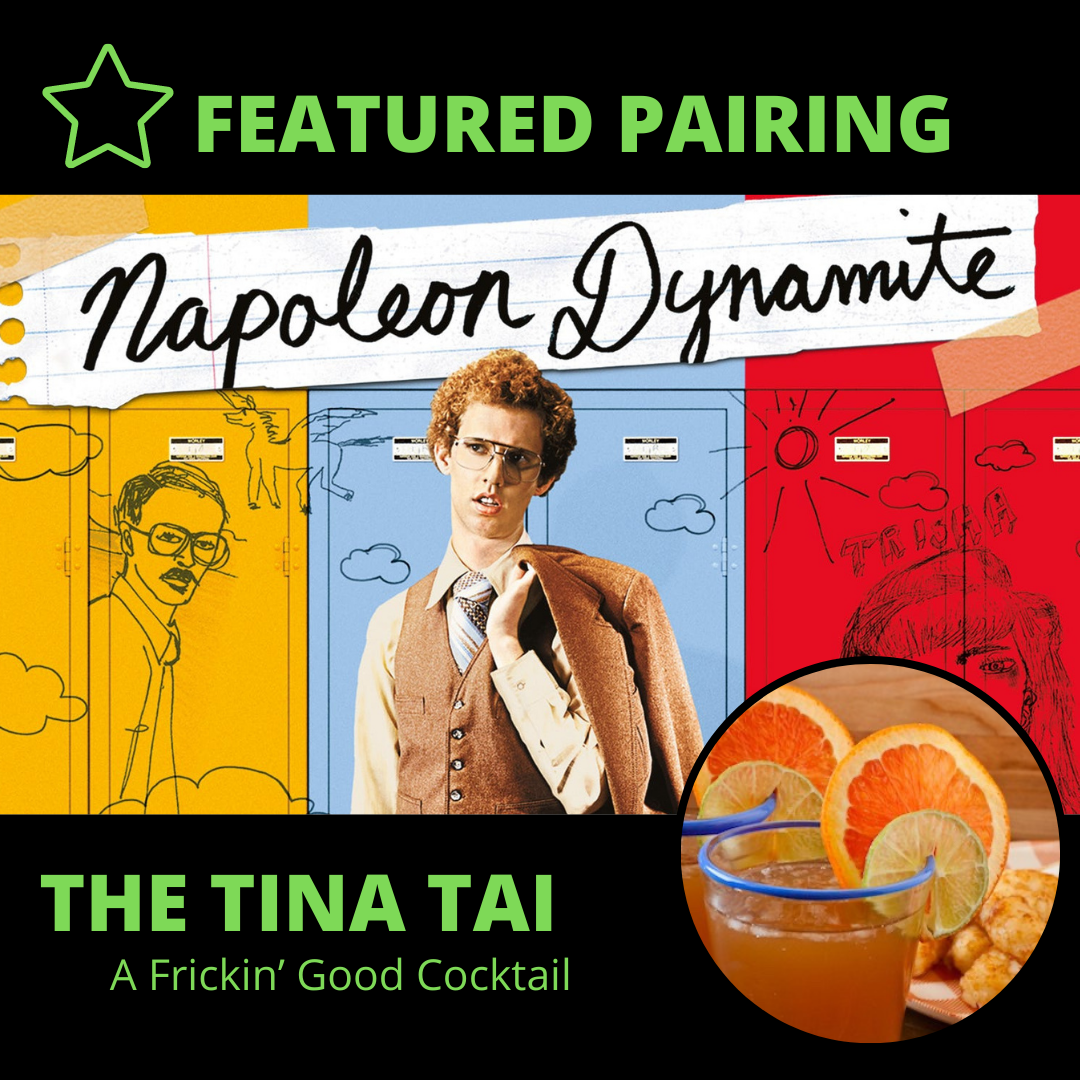 FEATURED PAIRING
Napoleon Dynamite
TRISHA
THE TINA TAI
A Frickin’ Good Cocktail